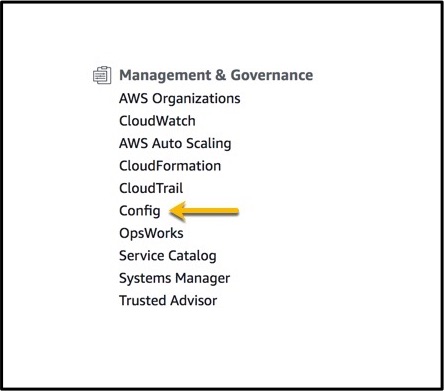 Management & Governance
AWS Organizations
CloudWatch
AWS Auto Scaling
CloudFormation
CloudTrail
Config
OpsWorks
Service Catalog
Systems Manager
Trusted Advisor